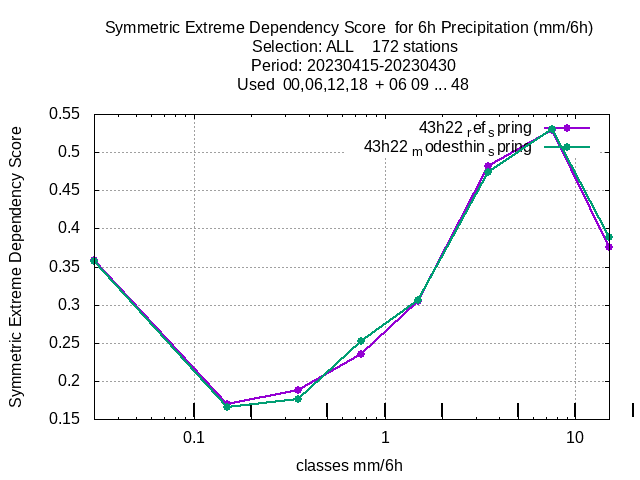 Symmetric Extreme Dependency Score for 6h Precipitation (mm/6h)
Selection: ALL 172 stations
Period: 20230415-20230430
Used 00,06,12,18 + 06 09 ... 48
0.55
0.5
0.45
0.4
0.35
0.3
0.25
0.2
0.15
Symmetric Extreme Dependency Score
43h22 ref spring
43h22 modesthin spring
0.1 1 10
classes mm/6h